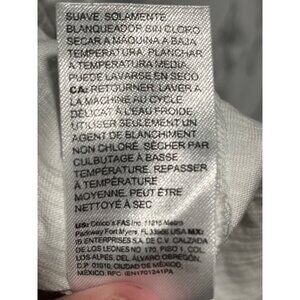 SUAVE, SOLAMENTE
BLANQUEADOR SIN CLORO
SECAR A MÁQUINA A BAJA
TEMPERATURA, PLANCHAR
A TEMPERATURA MEDIA,
PUEDE LAVARSE EN SECO
CA: RETOURNER, LAVER À
LA MACHINE AU CYCLE
DÉLICAT À L'EAU FROIDE
UTILISER SEULEMENT UN
AGENT DE BLANCHIMENT
NON CHLORÉ, SÉCHER PAR
CULBUTAGE À BASSE
TEMPÉRATURE
TEMPÉRATURE
MOYENNE, PEUT ÊTRE
NETTOYÉ À SEC
US: Chico's FAS Inc. 11215 Metro
Parkway Fort Myers, FL 33966 USA MX:
ENTERPRISES S.A. DE C.V. CALZADA
DE LOS LEONES NO 170, PISO 1 COL
LOS ALPES, DEL. ÁLVARO OBREGÓN,
C.P. 01010, CIUDAD DE MÉXICO,
MÉXICO, RFC: